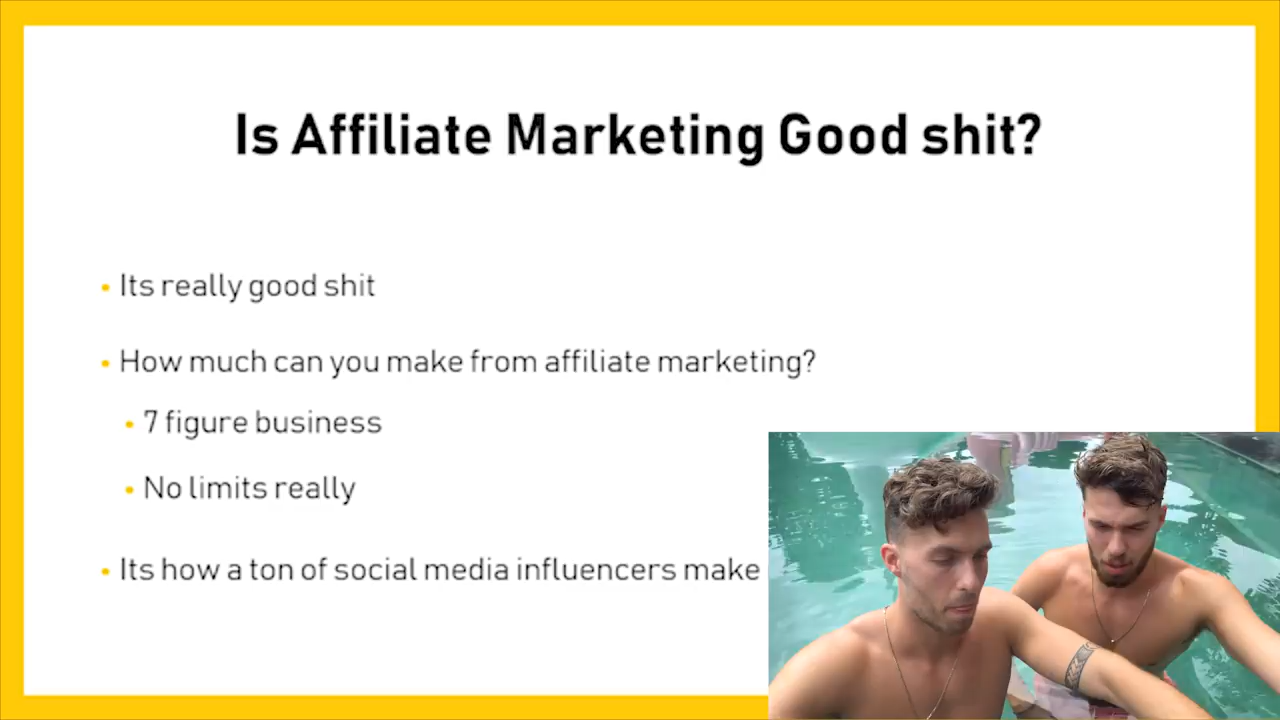 Is Affiliate Marketing Good shit?
• Its really good shit
• How much can you make from affiliate marketing?
• 7 figure business
• No limits really
• Its how a ton of social media influencers make